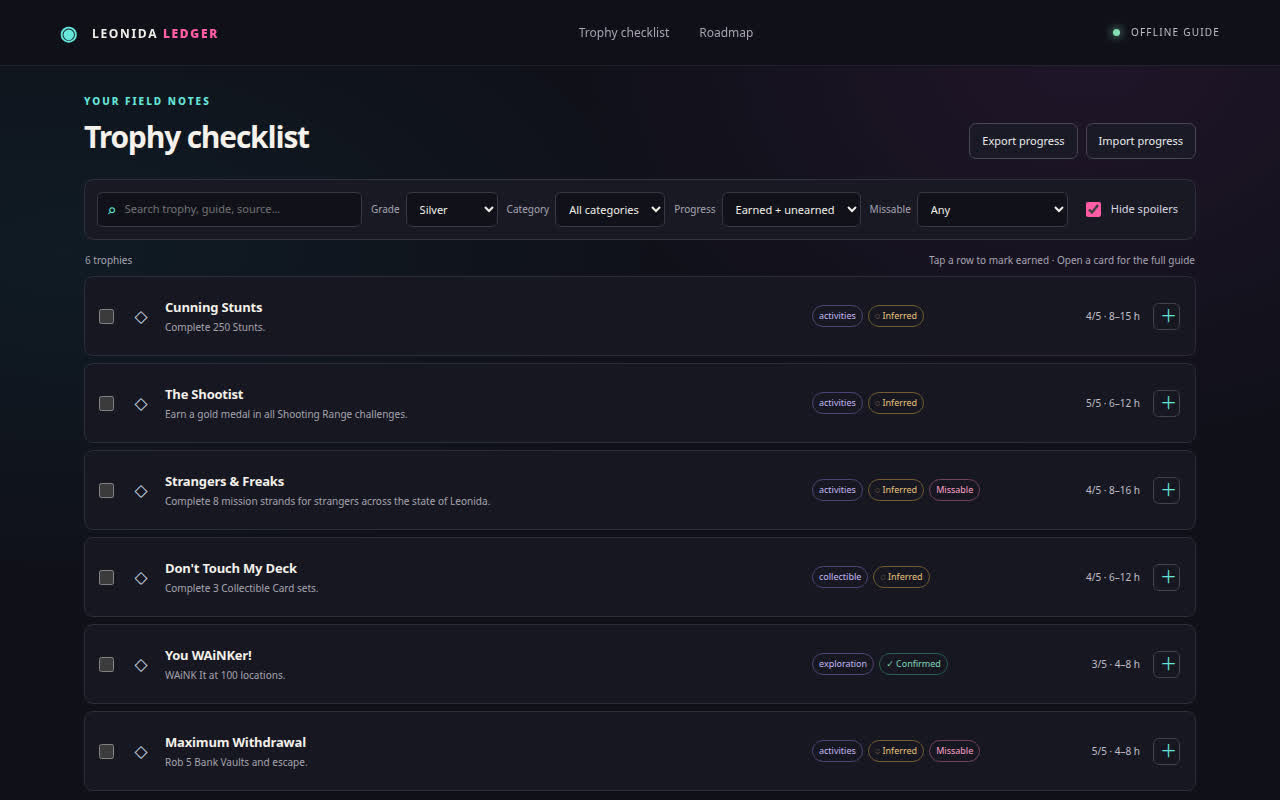 LEONIDA LEDGER
Trophy checklist
Roadmap
OFFLINE GUIDE
YOUR FIELD NOTES
Trophy checklist
Export progress
Import progress
Search trophy, guide, source...
Grade
Silver
Category
All categories
Progress
Earned + unearned
Missable
Any
Hide spoilers
6 trophies
Tap a row to mark earned · Open a card for the full guide
Cunning Stunts
Complete 250 Stunts.
activities
Inferred
4/5 · 8–15 h
The Shootist
Earn a gold medal in all Shooting Range challenges.
activities
Inferred
5/5 · 6–12 h
Strangers & Freaks
Complete 8 mission strands for strangers across the state of Leonida.
activities
Inferred
Missable
4/5 · 8–16 h
Don't Touch My Deck
Complete 3 Collectible Card sets.
collectible
Inferred
4/5 · 6–12 h
You WAiNKer!
WAiNK It at 100 locations.
exploration
✓ Confirmed
3/5 · 4–8 h
Maximum Withdrawal
Rob 5 Bank Vaults and escape.
activities
Inferred
Missable
5/5 · 4–8 h